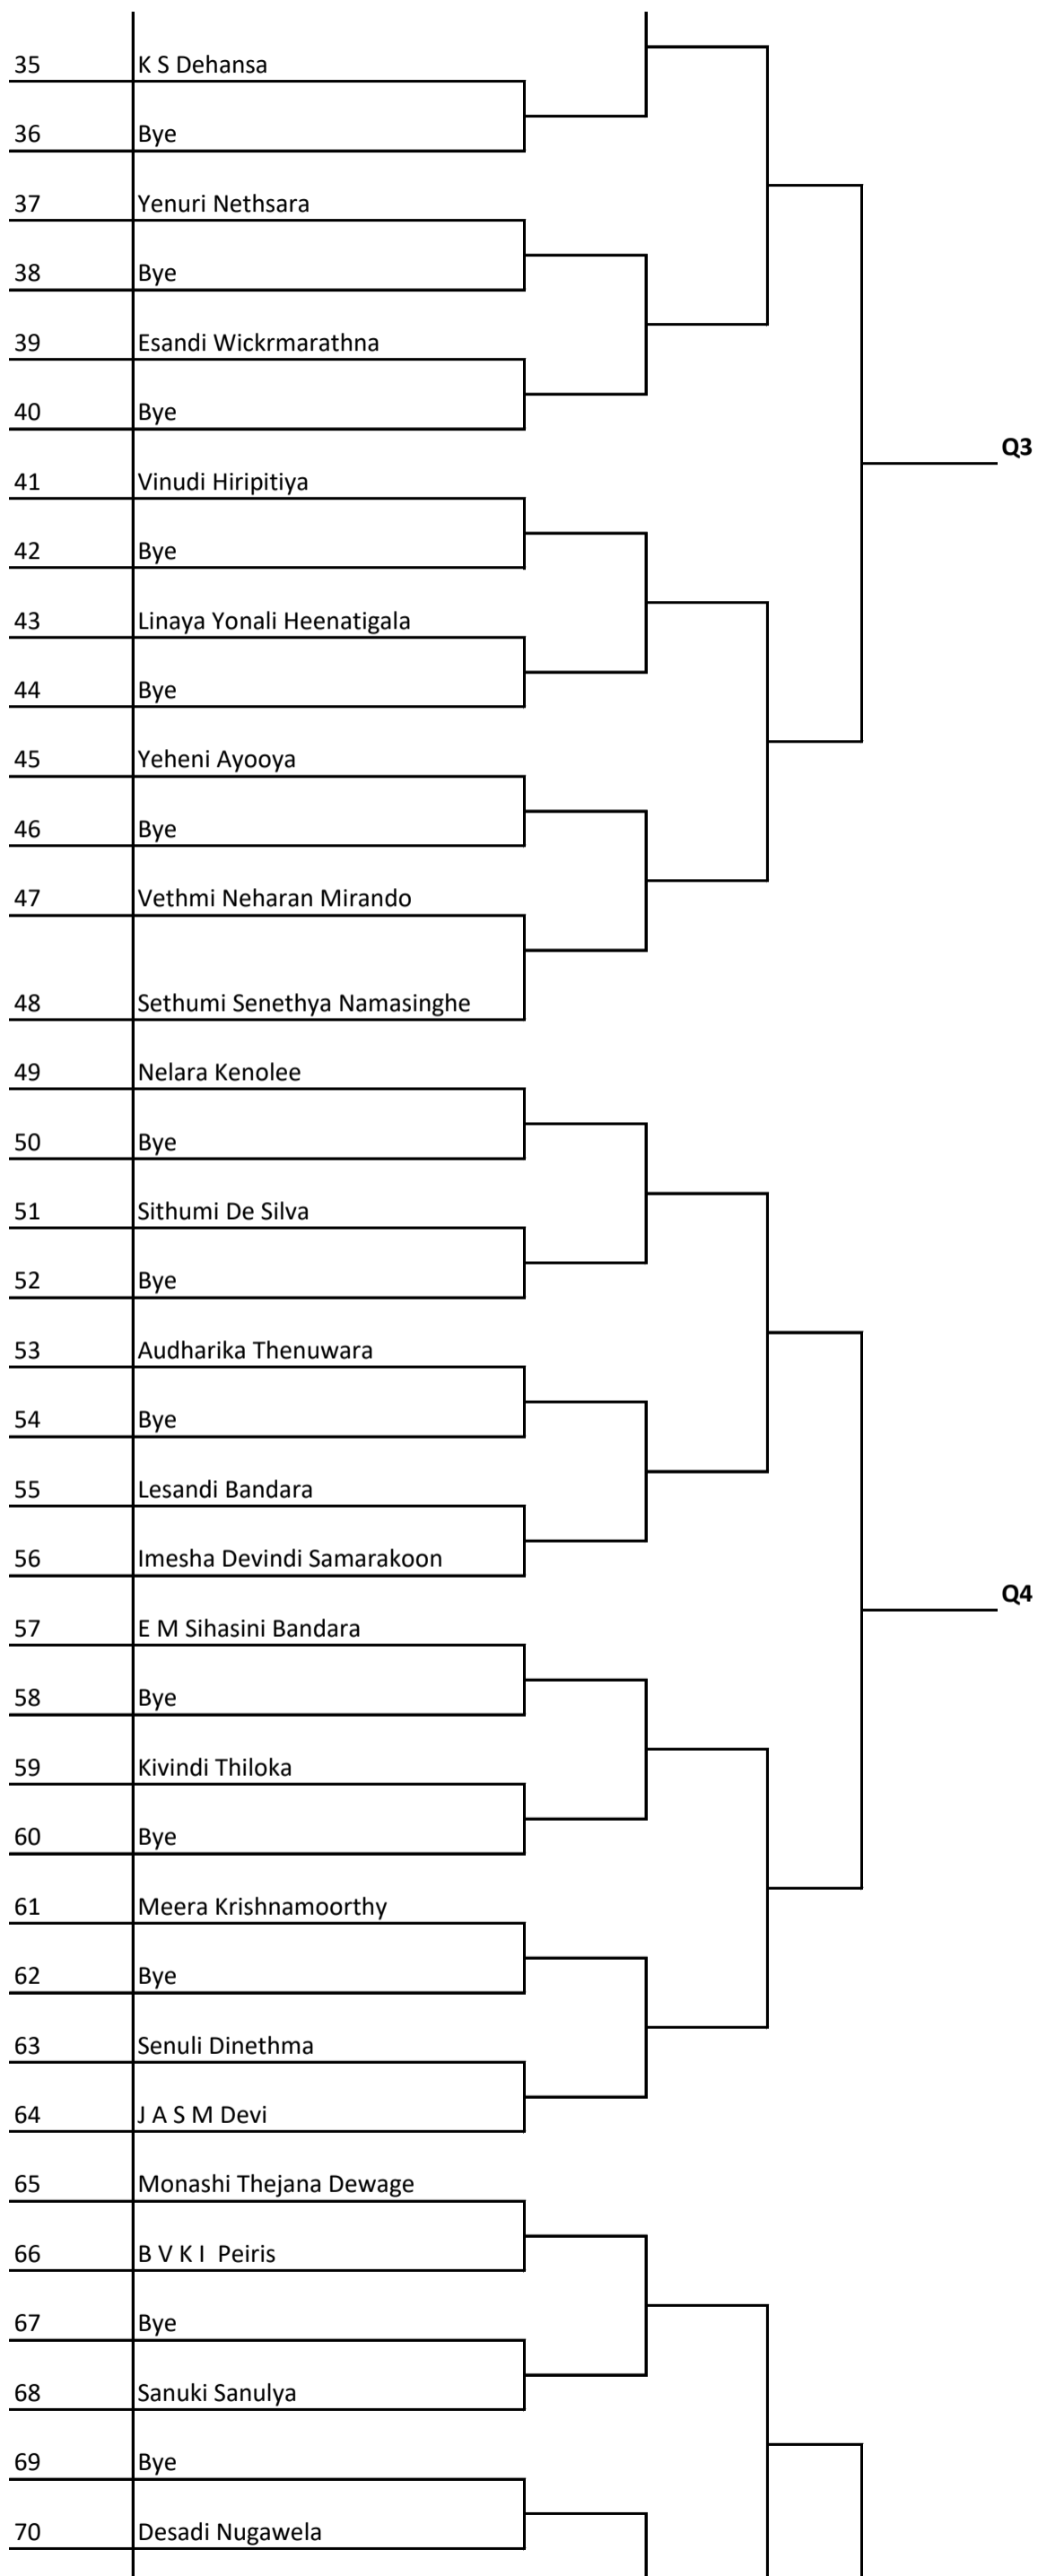 35 K S Dehansa
36 Bye
37 Yenuri Nethsara
38 Bye
39 Esandi Wickrmarathna
40 Bye
Q3
41 Vinudi Hiripitiya
42 Bye
43 Linaya Yonali Heenatigala
44 Bye
45 Yeheni Ayooya
46 Bye
47 Vethmi Neharan Mirando
48 Sethumi Senethya Namasinghe
49 Nelara Kenolee
50 Bye
51 Sithumi De Silva
52 Bye
53 Audharika Thenuwara
54 Bye
55 Lesandi Bandara
56 Imesha Devindi Samarakoon
Q4
57 E M Sihasini Bandara
58 Bye
59 Kivindi Thiloka
60 Bye
61 Meera Krishnamoorthy
62 Bye
63 Senuli Dinethma
64 J A S M Devi
65 Monashi Thejana Dewage
66 B V K I  Peiris
67 Bye
68 Sanuki Sanulya
69 Bye
70 Desadi Nugawela